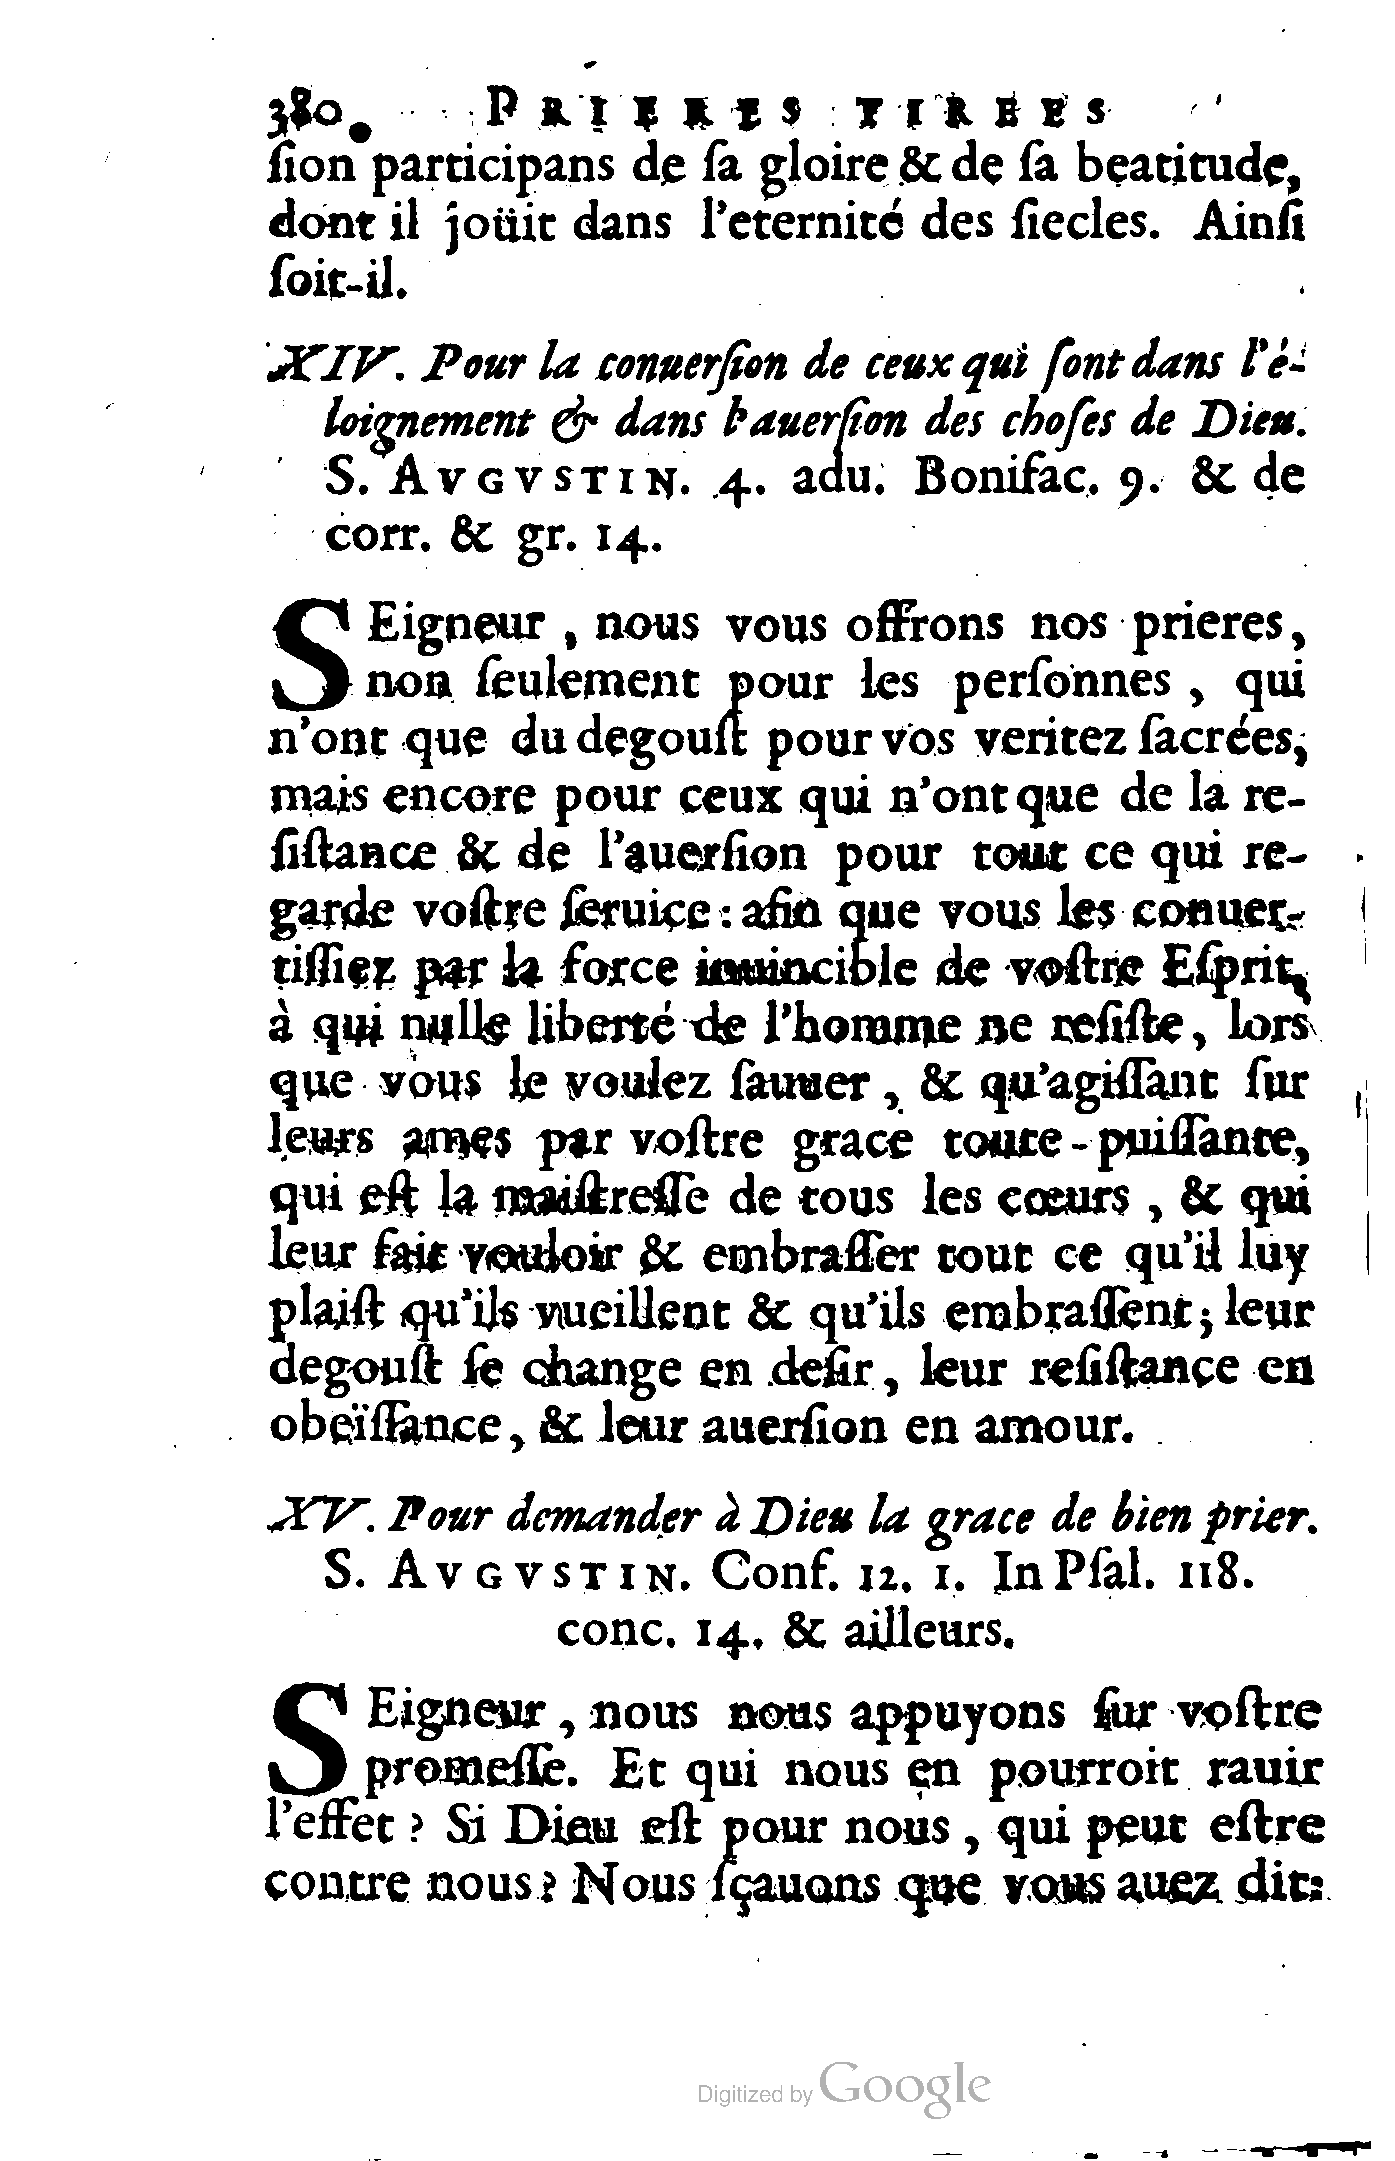 380. PRIERES TIREES
ſion participans de ſa gloire & de ſa beatitude,
dont il joüit dans l'eternité des ſiecles. Ainſi
ſoit-il.
XIV. Pour la conuerſion de ceux qui ſont dans l'é-
loignement & dans l'auerſion des choſes de Dieu.
S. AVGVSTIN. 4. adu. Bonifac. 9. & de
corr. & gr. 14.
SEigneur, nous vous offrons nos prieres,
non ſeulement pour les perſonnes, qui
n'ont que du degouſt pour vos veritez ſacrées,
mais encore pour ceux qui n'ont que de la re-
ſiſtance & de l'auerſion pour tout ce qui re-
garde voſtre ſeruice: afin que vous les conuer-
tiſſiez par la force inuincible de voſtre Eſprit,
à qui nulle liberté de l'homme ne reſiſte, lors
que vous le voulez ſauuer, & qu'agiſſant ſur
leurs ames par voſtre grace toute-puiſſante,
qui eſt la maiſtreſſe de tous les cœurs, & qui
leur fait vouloir & embraſſer tout ce qu'il luy
plaiſt qu'ils vueillent & qu'ils embraſſent; leur
degouſt ſe change en deſir, leur reſiſtance en
obeïſſance, & leur auerſion en amour.
XV. Pour demander à Dieu la grace de bien prier.
S. AVGVSTIN. Conf. 12. 1. In Pſal. 118.
conc. 14. & ailleurs.
SEigneur, nous nous appuyons ſur voſtre
promeſſe. Et qui nous en pourroit rauir
l'effet? Si Dieu eſt pour nous, qui peut eſtre
contre nous? Nous ſçauons que vous auez dit:
Digitized by Google